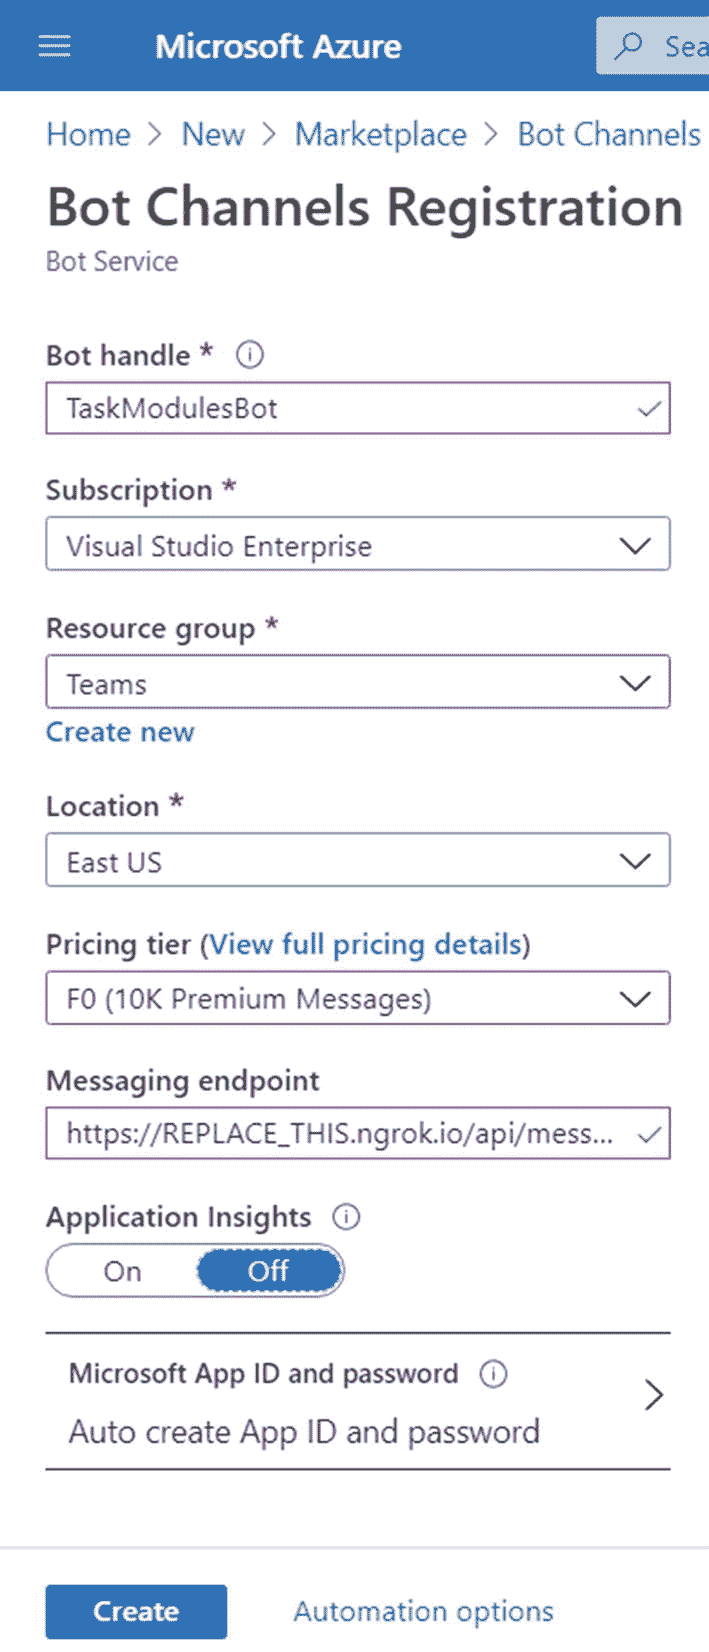 Microsoft Azure
Sea
Home > New > Marketplace > Bot Channels
Bot Channels Registration
Bot Service
Bot handle *
TaskModulesBot
Subscription *
Visual Studio Enterprise
Resource group *
Teams
Create new
Location *
East US
Pricing tier (View full pricing details)
F0 (10K Premium Messages)
Messaging endpoint
https://REPLACE_THIS.ngrok.io/api/mess...
Application Insights
On Off
Microsoft App ID and password
Auto create App ID and password
Create Automation options